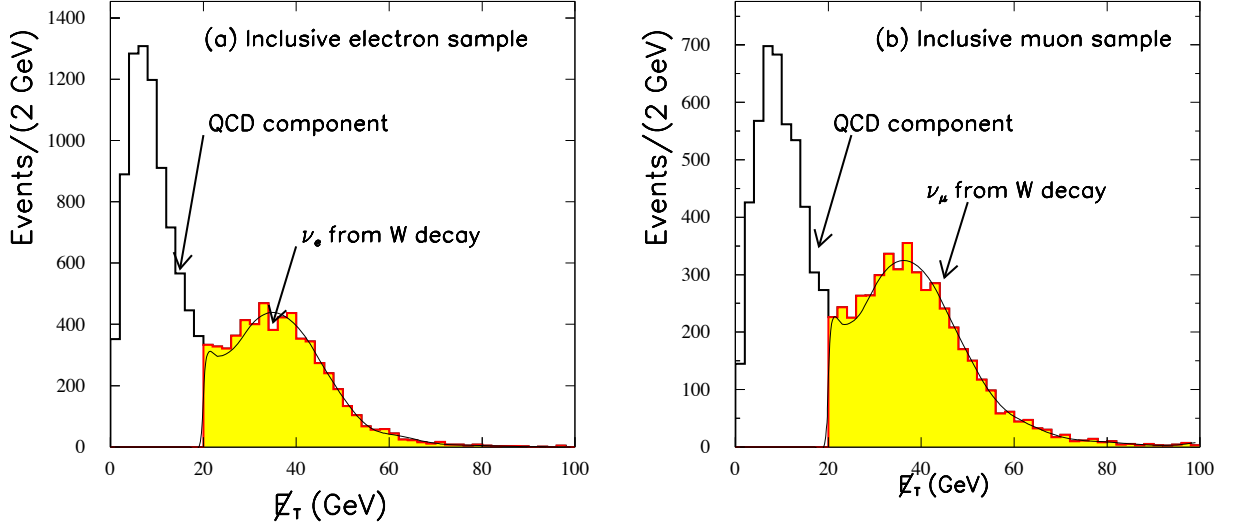 (a) Inclusive electron sample
QCD component
ν_e from W decay
Events/(2 GeV)
1400
1200
1000
800
600
400
200
0
0 20 40 60 80 100
E̸_T (GeV)
(b) Inclusive muon sample
QCD component
ν_μ from W decay
Events/(2 GeV)
700
600
500
400
300
200
100
0
0 20 40 60 80 100
E̸_T (GeV)